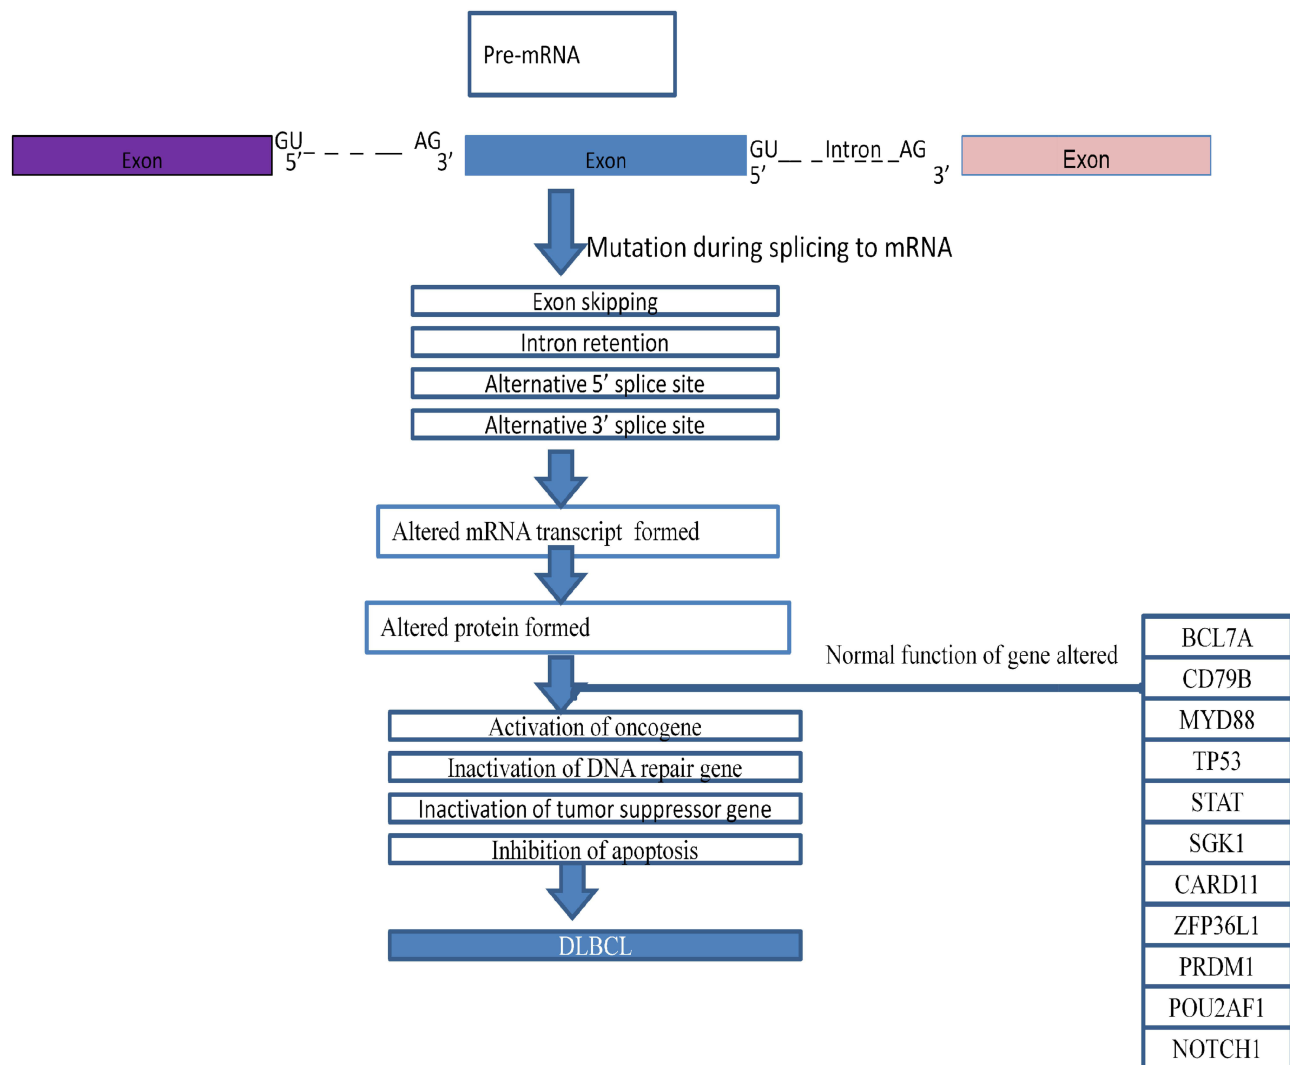 Pre-mRNA
Exon GU 5’ AG 3’ Exon GU 5’ Intron AG 3’ Exon
Mutation during splicing to mRNA
Exon skipping
Intron retention
Alternative 5’ splice site
Alternative 3’ splice site
Altered mRNA transcript formed
Altered protein formed
Normal function of gene altered
Activation of oncogene
Inactivation of DNA repair gene
Inactivation of tumor suppressor gene
Inhibition of apoptosis
DLBCL
BCL7A
CD79B
MYD88
TP53
STAT
SGK1
CARD11
ZFP36L1
PRDM1
POU2AF1
NOTCH1